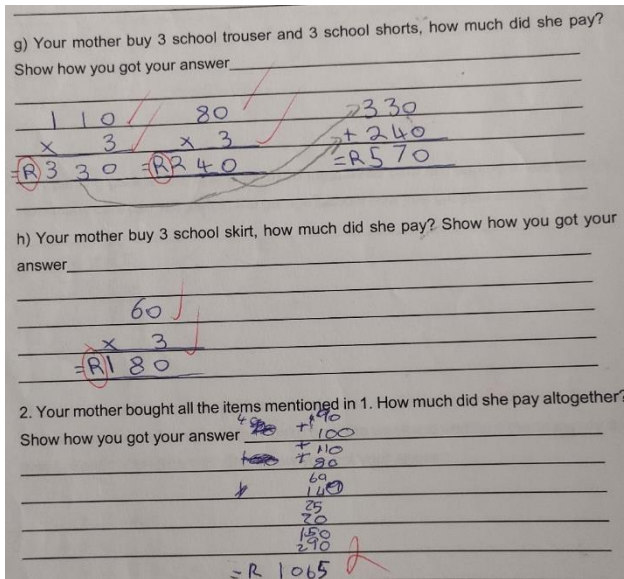 g) Your mother buy 3 school trouser and 3 school shorts, how much did she pay?
Show how you got your answer
110 80 330
x 3 x 3 + 240
=R330 =R240 =R570
h) Your mother buy 3 school skirt, how much did she pay? Show how you got your
answer
60
x 3
=R180
2. Your mother bought all the items mentioned in 1. How much did she pay altogether?
Show how you got your answer
+100
+110
+80
60
25
20
150
290
=R 1065